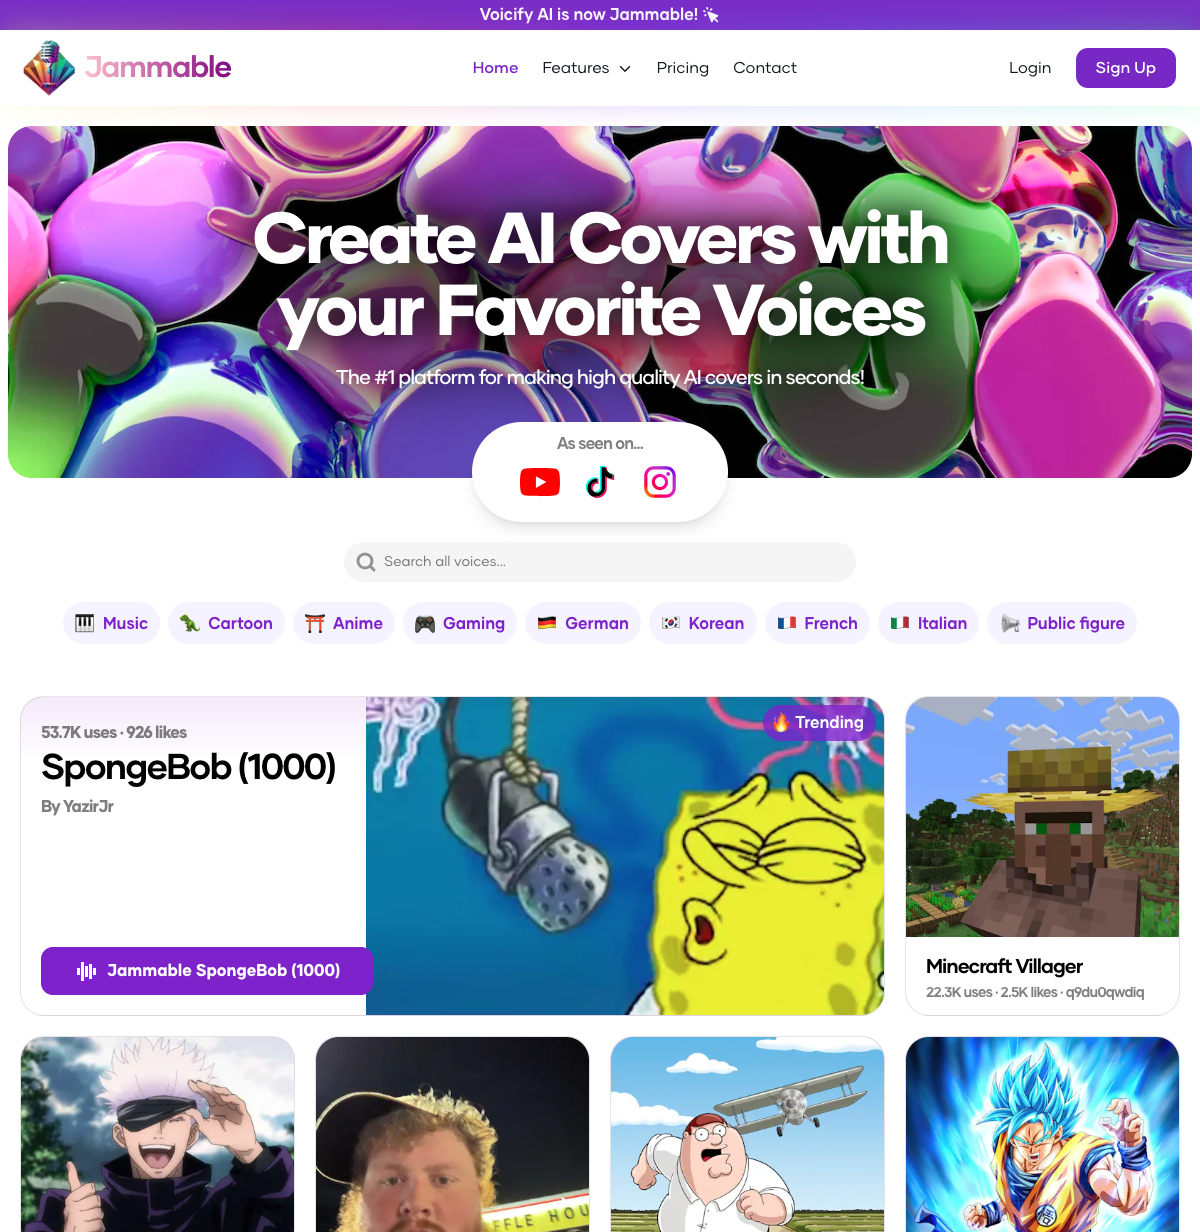 Voicify AI is now Jammable!
Jammable
Home
Features
Pricing
Contact
Login
Sign Up
Create AI Covers with
your Favorite Voices
The #1 platform for making high quality AI covers in seconds!
As seen on...
Search all voices...
Music
Cartoon
Anime
Gaming
German
Korean
French
Italian
Public figure
53.7K uses · 926 likes
SpongeBob (1000)
By YazirJr
Jammable SpongeBob (1000)
Trending
Minecraft Villager
22.3K uses · 2.5K likes · q9du0qwdiq
FFLE HOU